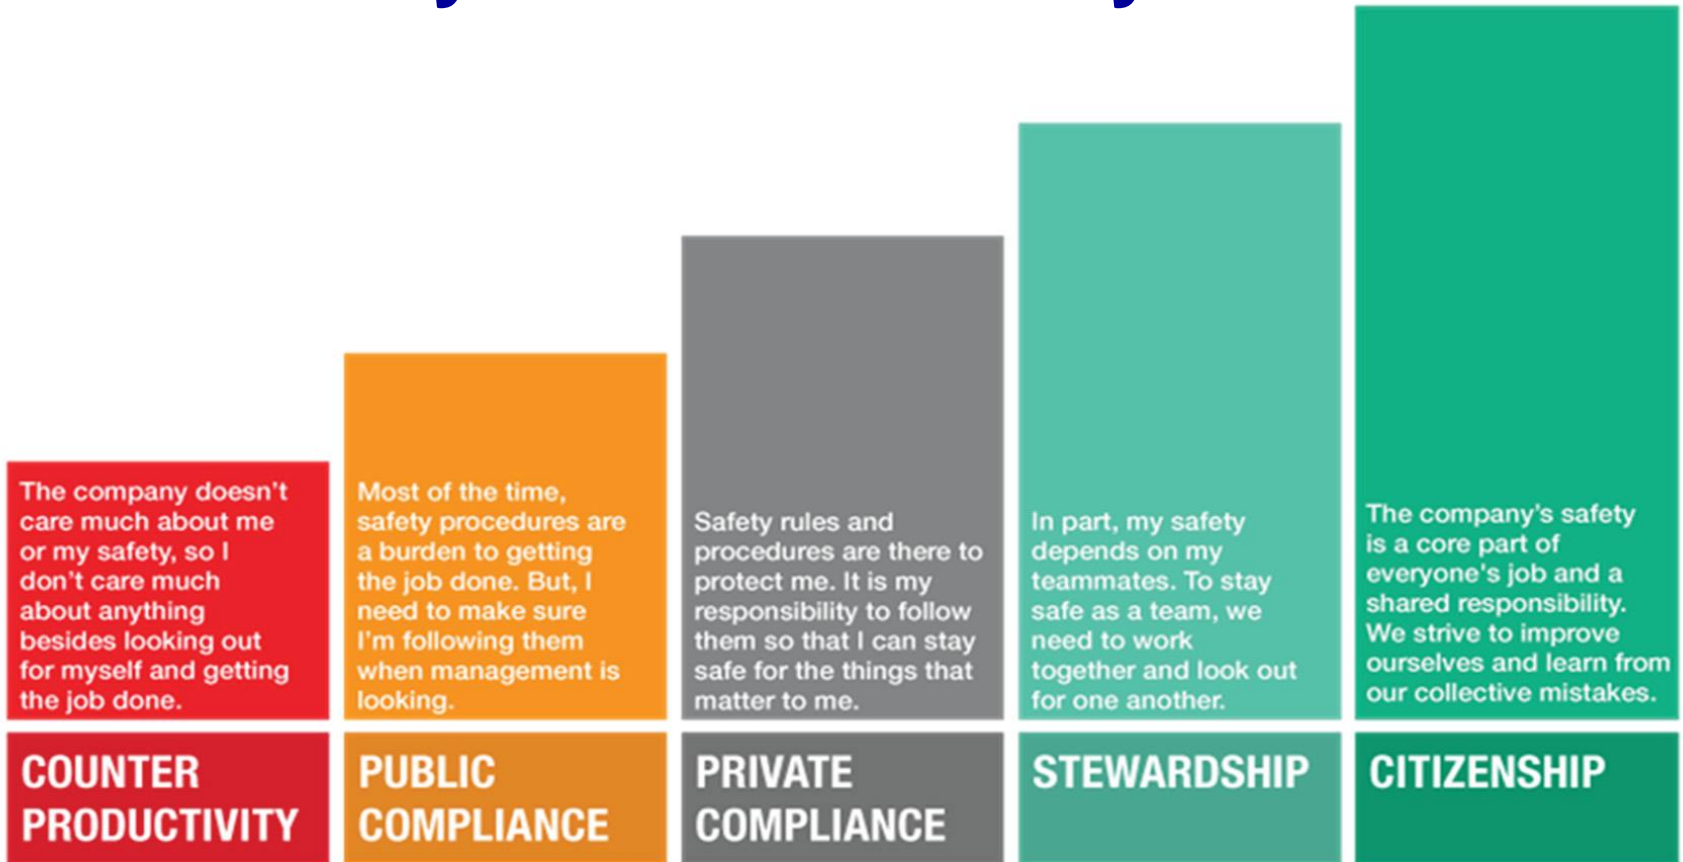 The company doesn't
care much about me
or my safety, so I
don't care much
about anything
besides looking out
for myself and getting
the job done.
COUNTER
PRODUCTIVITY
Most of the time,
safety procedures are
a burden to getting
the job done. But, I
need to make sure
I'm following them
when management is
looking.
PUBLIC
COMPLIANCE
Safety rules and
procedures are there to
protect me. It is my
responsibility to follow
them so that I can stay
safe for the things that
matter to me.
PRIVATE
COMPLIANCE
In part, my safety
depends on my
teammates. To stay
safe as a team, we
need to work
together and look out
for one another.
STEWARDSHIP
The company's safety
is a core part of
everyone's job and a
shared responsibility.
We strive to improve
ourselves and learn from
our collective mistakes.
CITIZENSHIP